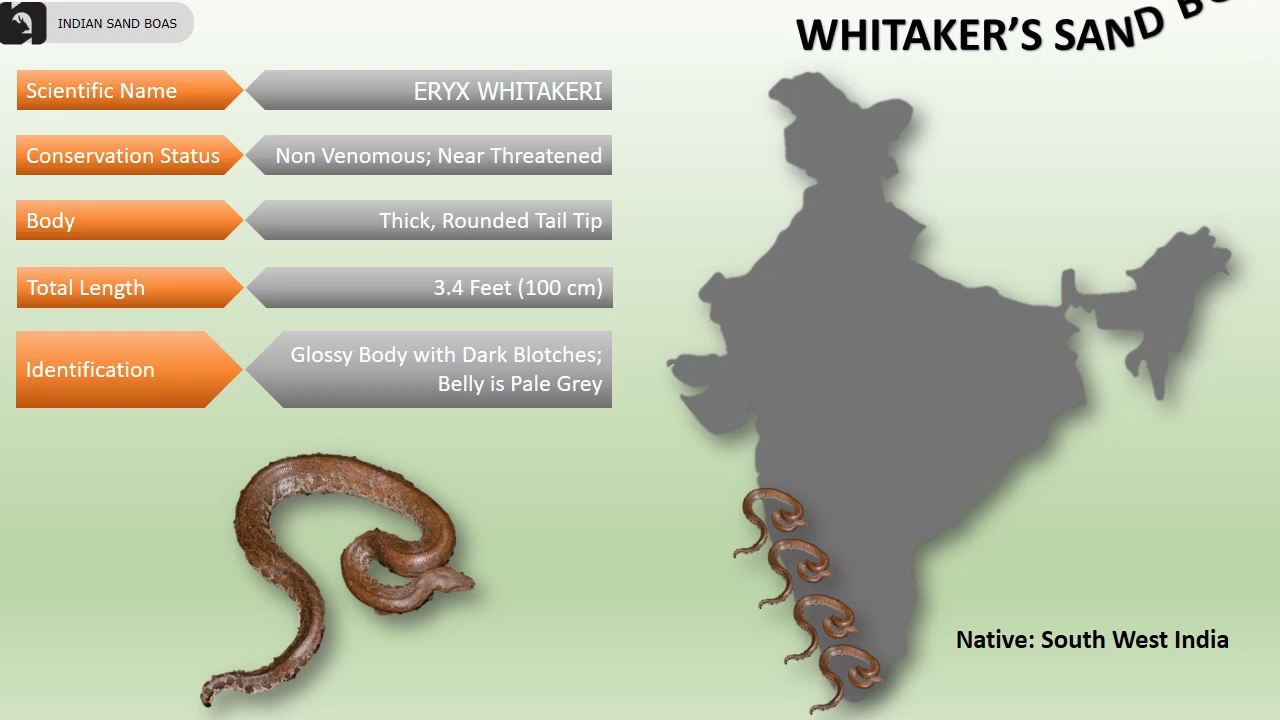 INDIAN SAND BOAS
WHITAKER’S SAND
Scientific Name
ERYX WHITAKERI
Conservation Status
Non Venomous; Near Threatened
Body
Thick, Rounded Tail Tip
Total Length
3.4 Feet (100 cm)
Identification
Glossy Body with Dark Blotches;
Belly is Pale Grey
Native: South West India